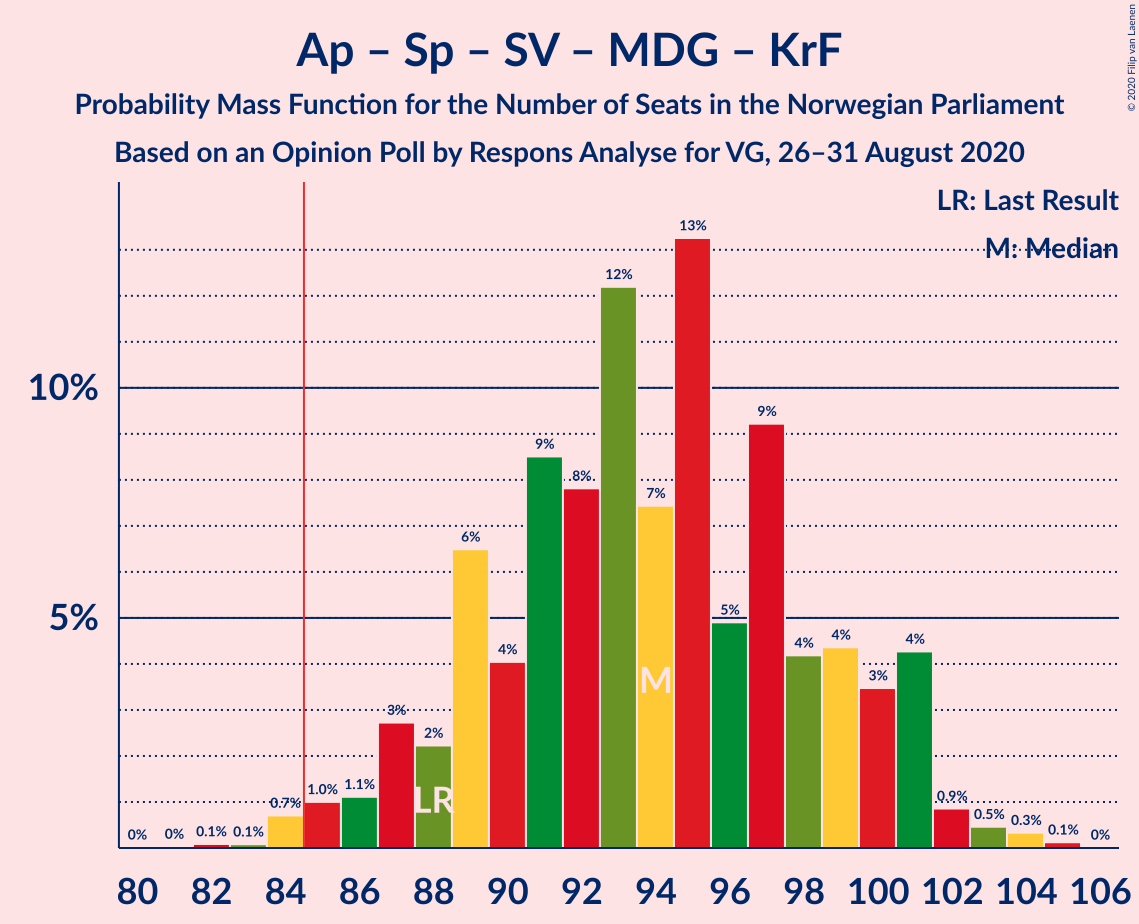 Ap – Sp – SV – MDG – KrF
Probability Mass Function for the Number of Seats in the Norwegian Parliament
Based on an Opinion Poll by Respons Analyse for VG, 26–31 August 2020
© 2020 Filip van Laenen
LR: Last Result
M: Median
10%
5%
0% 0% 0.1% 0.1% 0.7% 1.0% 1.1% 3% 2% 6% 4% 9% 8% 12% 7% 13% 5% 9% 4% 4% 3% 4% 0.9% 0.5% 0.3% 0.1% 0%
M
LR
80 82 84 86 88 90 92 94 96 98 100 102 104 106